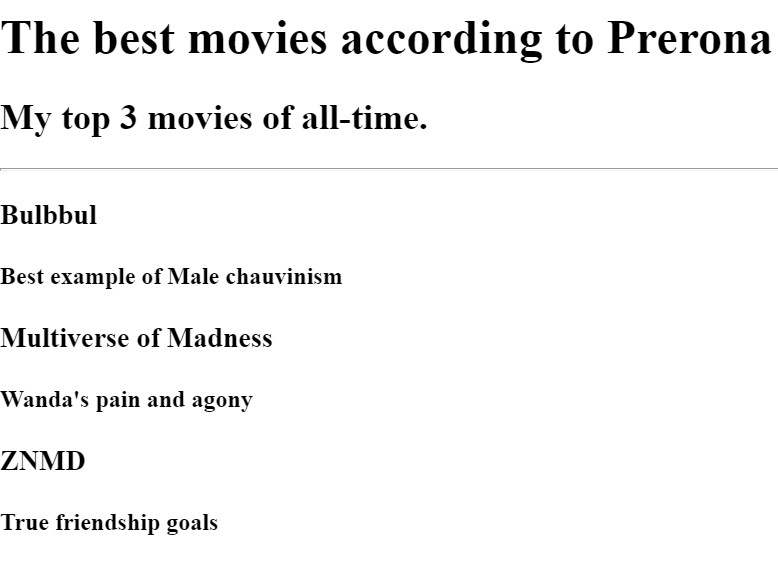 The best movies according to Prerona
My top 3 movies of all-time.
Bulbbul
Best example of Male chauvinism
Multiverse of Madness
Wanda's pain and agony
ZNMD
True friendship goals